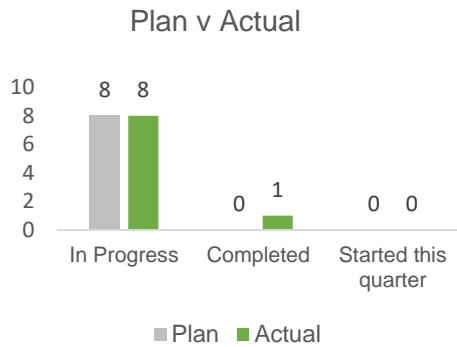 Plan v Actual
10
8
6
4
2
0
8 8
0 1
0 0
In Progress
Completed
Started this
quarter
Plan Actual